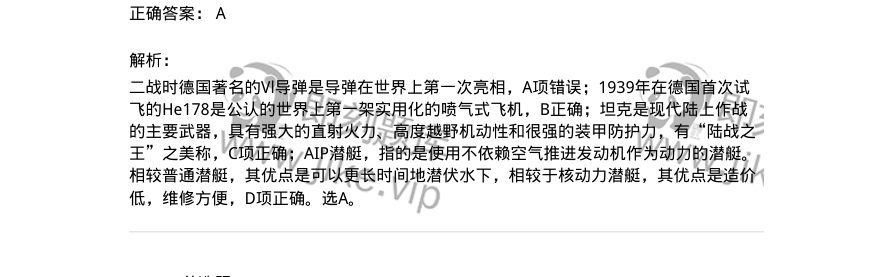 正确答案： A
解析：
二战时德国著名的VI导弹是导弹在世界上第一次亮相，A项错误；1939年在德国首次试
飞的He178是公认的世界上第一架实用化的喷气式飞机，B正确；坦克是现代陆上作战
的主要武器，具有强大的直射火力、高度越野机动性和很强的装甲防护力，有“陆战之
王”之美称，C项正确；AIP潜艇，指的是使用不依赖空气推进发动机作为动力的潜艇。
相较普通潜艇，其优点是可以更长时间地潜伏水下，相较于核动力潜艇，其优点是造价
低，维修方便，D项正确。选A。
即刻题库
www.jike.vip